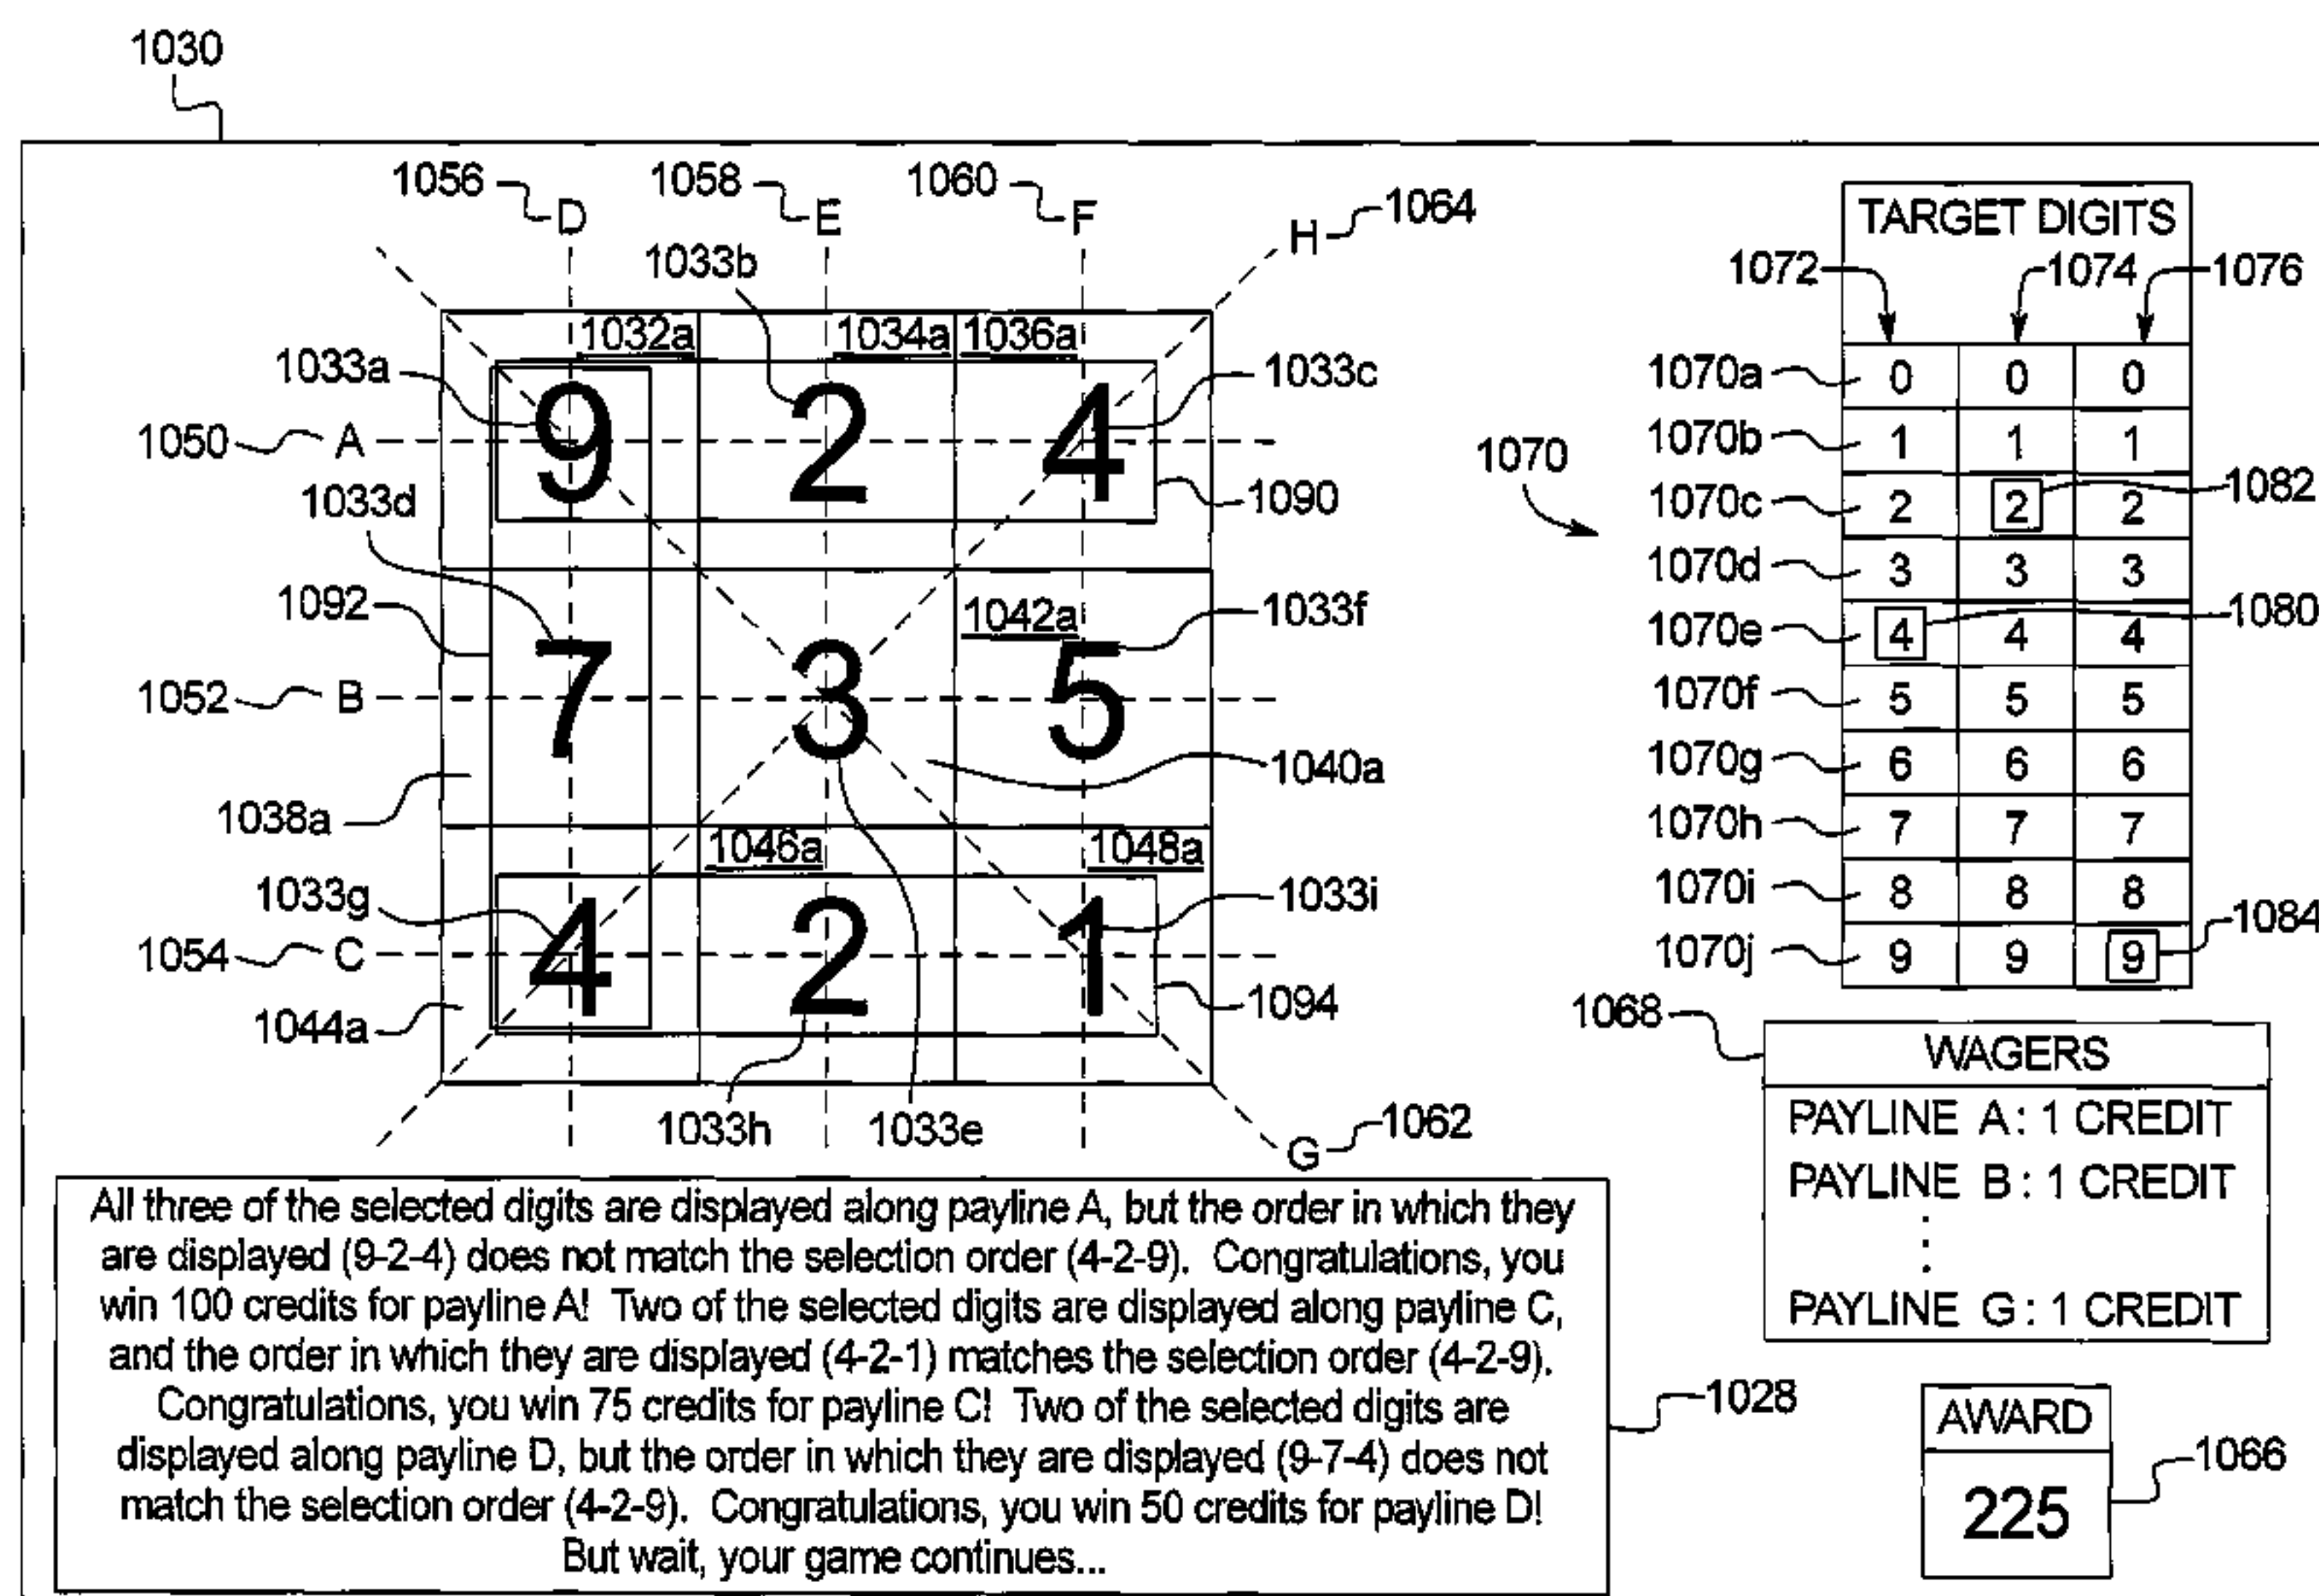 1030
1056 D 1058 E 1060 F H 1064
1033b
TARGET DIGITS
1072 1074 1076
1032a 1034a 1036a
1033a 9 2 4 1033c
1050 A
1033d
1090
1070
1070a 0 0 0
1070b 1 1 1
1070c 2 2 2 1082
1070d 3 3 3
1070e 4 4 4 1080
1070f 5 5 5
1070g 6 6 6
1070h 7 7 7
1070i 8 8 8
1070j 9 9 9 1084
1092 1042a 1033f
7 3 5
1052 B
1040a
1038a
1046a 1048a
1033g 4 2 1 1033i
1054 C
1044a 1094
1033h 1033e G 1062
1068
WAGERS
PAYLINE A: 1 CREDIT
PAYLINE B: 1 CREDIT
:
:
PAYLINE G: 1 CREDIT
All three of the selected digits are displayed along payline A, but the order in which they
are displayed (9-2-4) does not match the selection order (4-2-9). Congratulations, you
win 100 credits for payline A! Two of the selected digits are displayed along payline C,
and the order in which they are displayed (4-2-1) matches the selection order (4-2-9).
Congratulations, you win 75 credits for payline C! Two of the selected digits are
displayed along payline D, but the order in which they are displayed (9-7-4) does not
match the selection order (4-2-9). Congratulations, you win 50 credits for payline D!
But wait, your game continues...
1028
AWARD
225
1066